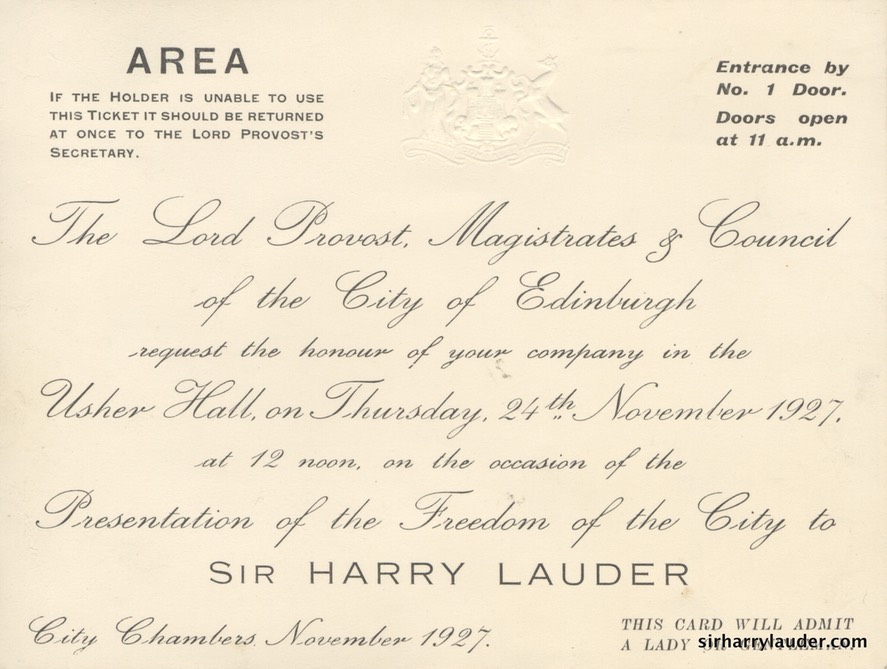 AREA
IF THE HOLDER IS UNABLE TO USE
THIS TICKET IT SHOULD BE RETURNED
AT ONCE TO THE LORD PROVOST'S
SECRETARY.
Entrance by
No. 1 Door.
Doors open
at 11 a.m.
The Lord Provost, Magistrates & Council
of the City of Edinburgh
request the honour of your company in the
Usher Hall, on Thursday, 24th November 1927,
at 12 noon, on the occasion of the
Presentation of the Freedom of the City to
SIR HARRY LAUDER
City Chambers, November 1927.
THIS CARD WILL ADMIT
A LADY OR GENTLEMAN.
sirharrylauder.com